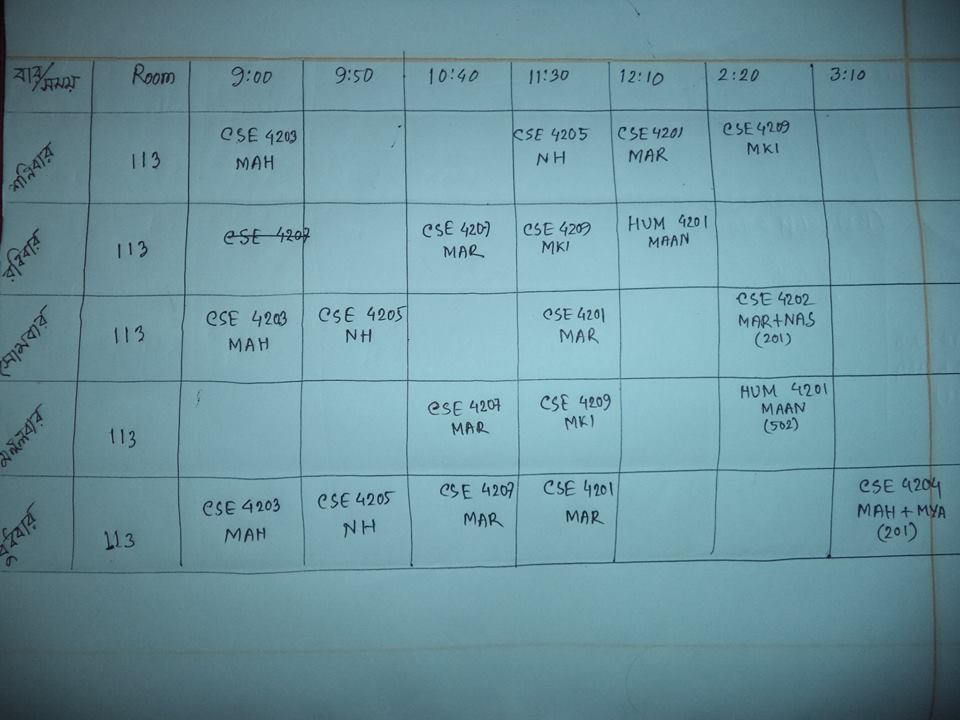 বার/সময় Room 9:00 9:50 10:40 11:30 12:10 2:20 3:10
শনিবার 113 CSE 4203 CSE 4205 CSE 4201 CSE 4209
MAH NH MAR MKI
রবিবার 113 CSE 4207 CSE 4207 CSE 4209 HUM 4201
MAR MKI MAAN
সোমবার 113 CSE 4203 CSE 4205 CSE 4201 CSE 4202
MAH NH MAR MAR+NAS
(201)
মঙ্গলবার 113 CSE 4207 CSE 4209 HUM 4201
MAR MKI MAAN
(502)
বুধবার 113 CSE 4203 CSE 4205 CSE 4207 CSE 4201 CSE 4204
MAH NH MAR MAR MAH + MYA
(201)